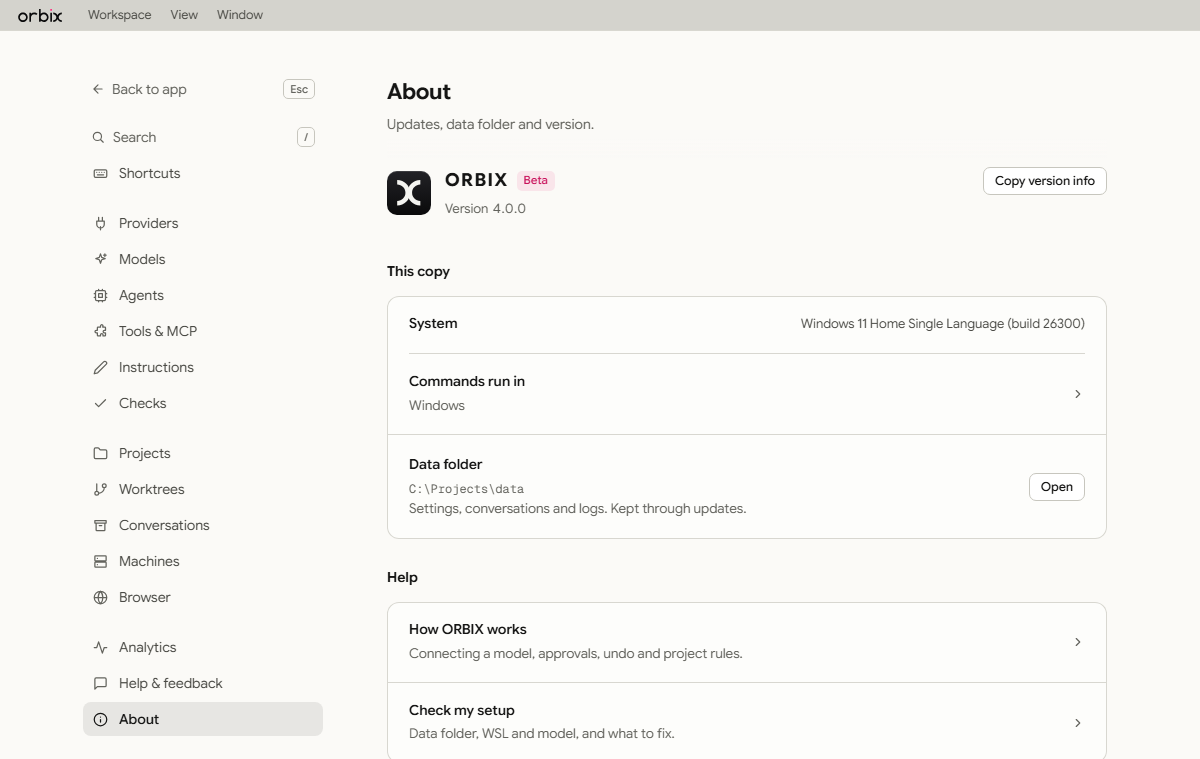 orbix Workspace View Window
Back to app Esc
Search /
Shortcuts
Providers
Models
Agents
Tools & MCP
Instructions
Checks
Projects
Worktrees
Conversations
Machines
Browser
Analytics
Help & feedback
About
About
Updates, data folder and version.
ORBIX Beta
Version 4.0.0
Copy version info
This copy
System Windows 11 Home Single Language (build 26300)
Commands run in
Windows
Data folder
C:\Projects\data
Settings, conversations and logs. Kept through updates.
Open
Help
How ORBIX works
Connecting a model, approvals, undo and project rules.
Check my setup
Data folder, WSL and model, and what to fix.